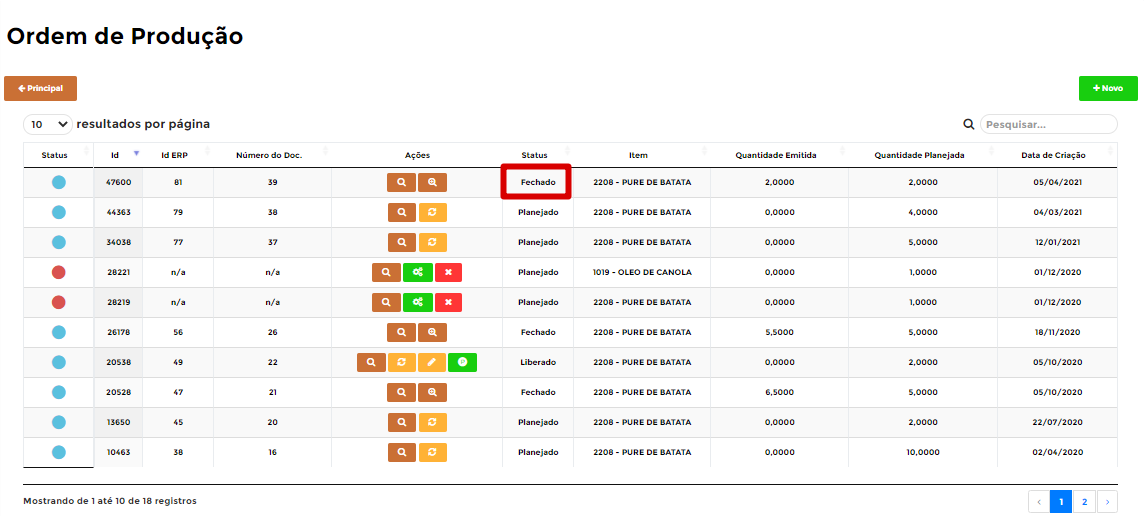 Ordem de Produção
Principal
+ Novo
10 resultados por página
Pesquisar...
Status Id Id ERP Número do Doc. Ações Status Item Quantidade Emitida Quantidade Planejada Data de Criação
47600 81 39 Fechado 2208 - PURE DE BATATA 2,0000 2,0000 05/04/2021
44363 79 38 Planejado 2208 - PURE DE BATATA 0,0000 4,0000 04/03/2021
34038 77 37 Planejado 2208 - PURE DE BATATA 0,0000 5,0000 12/01/2021
28221 n/a n/a Planejado 1019 - OLEO DE CANOLA 0,0000 1,0000 01/12/2020
28219 n/a n/a Planejado 2208 - PURE DE BATATA 0,0000 1,0000 01/12/2020
26178 56 26 Fechado 2208 - PURE DE BATATA 5,5000 5,0000 18/11/2020
20538 49 22 Liberado 2208 - PURE DE BATATA 0,0000 2,0000 05/10/2020
20528 47 21 Fechado 2208 - PURE DE BATATA 6,5000 5,0000 05/10/2020
13650 45 20 Planejado 2208 - PURE DE BATATA 0,0000 2,0000 22/07/2020
10463 38 16 Planejado 2208 - PURE DE BATATA 0,0000 10,0000 02/04/2020
Mostrando de 1 até 10 de 18 registros
‹ 1 2 ›